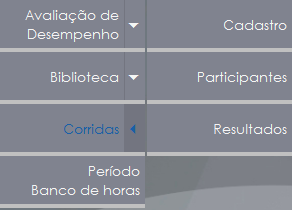 Avaliação de
Desempenho
Cadastro
Biblioteca
Participantes
Corridas
Resultados
Período
Banco de horas